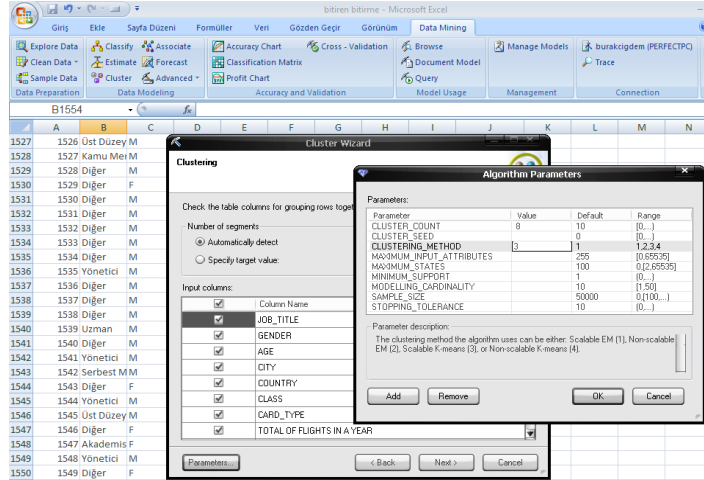 bitiren bitirme - Microsoft Excel
Giriş Ekle Sayfa Düzeni Formüller Veri Gözden Geçir Görünüm Data Mining
Explore Data Classify Associate Accuracy Chart Cross - Validation Browse Manage Models burakcigdem (PERFECTPC)
Clean Data Estimate Forecast Classification Matrix Document Model Trace
Sample Data Cluster Advanced Profit Chart Query
Data Preparation Data Modeling Accuracy and Validation Model Usage Management Connection
B1554 fx
A B C D E F G H I J K L M N
1527 1526 Üst Düzey M
1528 1527 Kamu Mer M
1529 1528 Diğer M
1530 1529 Diğer F
1531 1530 Diğer M
1532 1531 Diğer M
1533 1532 Diğer M
1534 1533 Diğer M
1535 1534 Diğer M
1536 1535 Yönetici M
1537 1536 Diğer M
1538 1537 Diğer M
1539 1538 Diğer M
1540 1539 Uzman M
1541 1540 Diğer M
1542 1541 Yönetici M
1543 1542 Serbest M M
1544 1543 Diğer F
1545 1544 Yönetici M
1546 1545 Üst Düzey M
1547 1546 Diğer F
1548 1547 Akademis F
1549 1548 Yönetici M
1550 1549 Diğer F
Cluster Wizard
Clustering
Check the table columns for grouping rows toget
Number of segments
Automatically detect
Specify target value:
Input columns:
Column Name
JOB_TITLE
GENDER
AGE
CITY
COUNTRY
CLASS
CARD_TYPE
TOTAL OF FLIGHTS IN A YEAR
Parameters... < Back Next > Cancel
Algorithm Parameters
Parameters:
Parameter Value Default Range
CLUSTER_COUNT 8 10 [0,...)
CLUSTER_SEED 0 [0,...)
CLUSTERING_METHOD 3 1 1,2,3,4
MAXIMUM_INPUT_ATTRIBUTES 255 [0,65535]
MAXIMUM_STATES 100 0,[2,65535]
MINIMUM_SUPPORT 1 (0,...)
MODELLING_CARDINALITY 10 [1,50]
SAMPLE_SIZE 50000 0,[100,...)
STOPPING_TOLERANCE 10 (0,...)
Parameter description:
The clustering method the algorithm uses can be either: Scalable EM (1), Non-scalable
EM (2), Scalable K-means (3), or Non-scalable K-means (4).
Add Remove OK Cancel